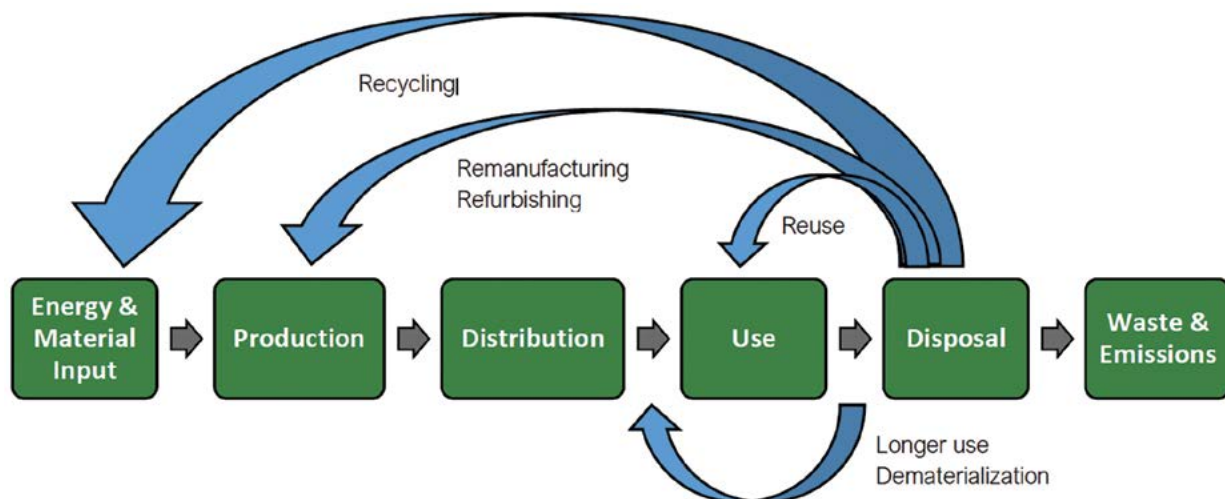 Recycling
Remanufacturing
Refurbishing
Reuse
Energy &
Material
Input
Production
Distribution
Use
Disposal
Waste &
Emissions
Longer use
Dematerialization